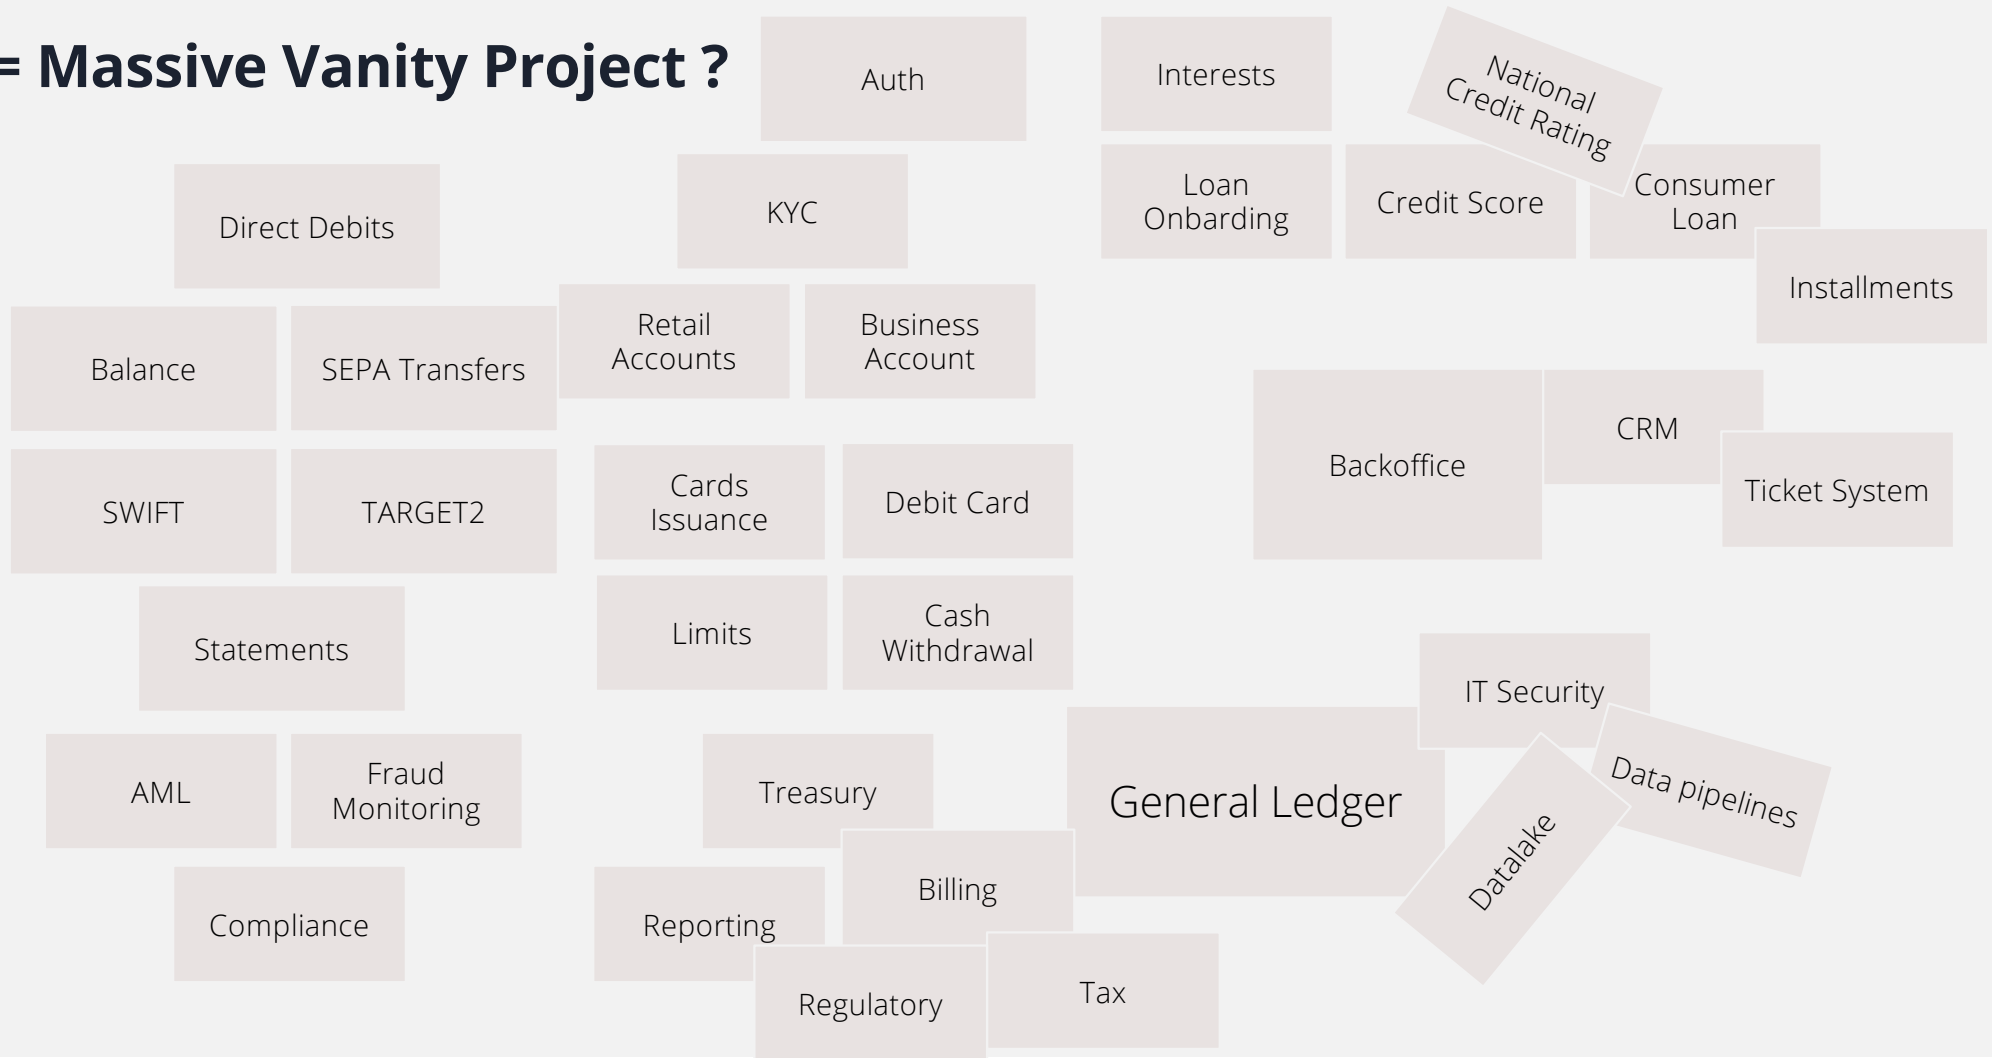 = Massive Vanity Project ?
Auth
Interests
National
Credit Rating
Direct Debits
KYC
Loan
Onbarding
Credit Score
Consumer
Loan
Installments
Balance
SEPA Transfers
Retail
Accounts
Business
Account
Backoffice
CRM
Ticket System
SWIFT
TARGET2
Cards
Issuance
Debit Card
Statements
Limits
Cash
Withdrawal
IT Security
AML
Fraud
Monitoring
Treasury
General Ledger
Data pipelines
Datalake
Compliance
Reporting
Billing
Regulatory
Tax